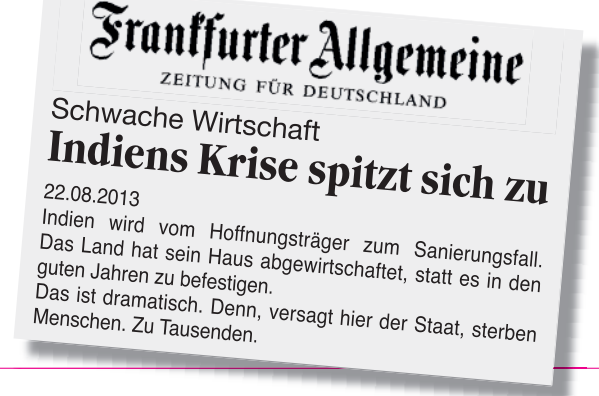 Frankfurter Allgemeine
ZEITUNG FÜR DEUTSCHLAND
Schwache Wirtschaft
Indiens Krise spitzt sich zu
22.08.2013
Indien wird vom Hoffnungsträger zum Sanierungsfall.
Das Land hat sein Haus abgewirtschaftet, statt es in den
guten Jahren zu befestigen.
Das ist dramatisch. Denn, versagt hier der Staat, sterben
Menschen. Zu Tausenden.